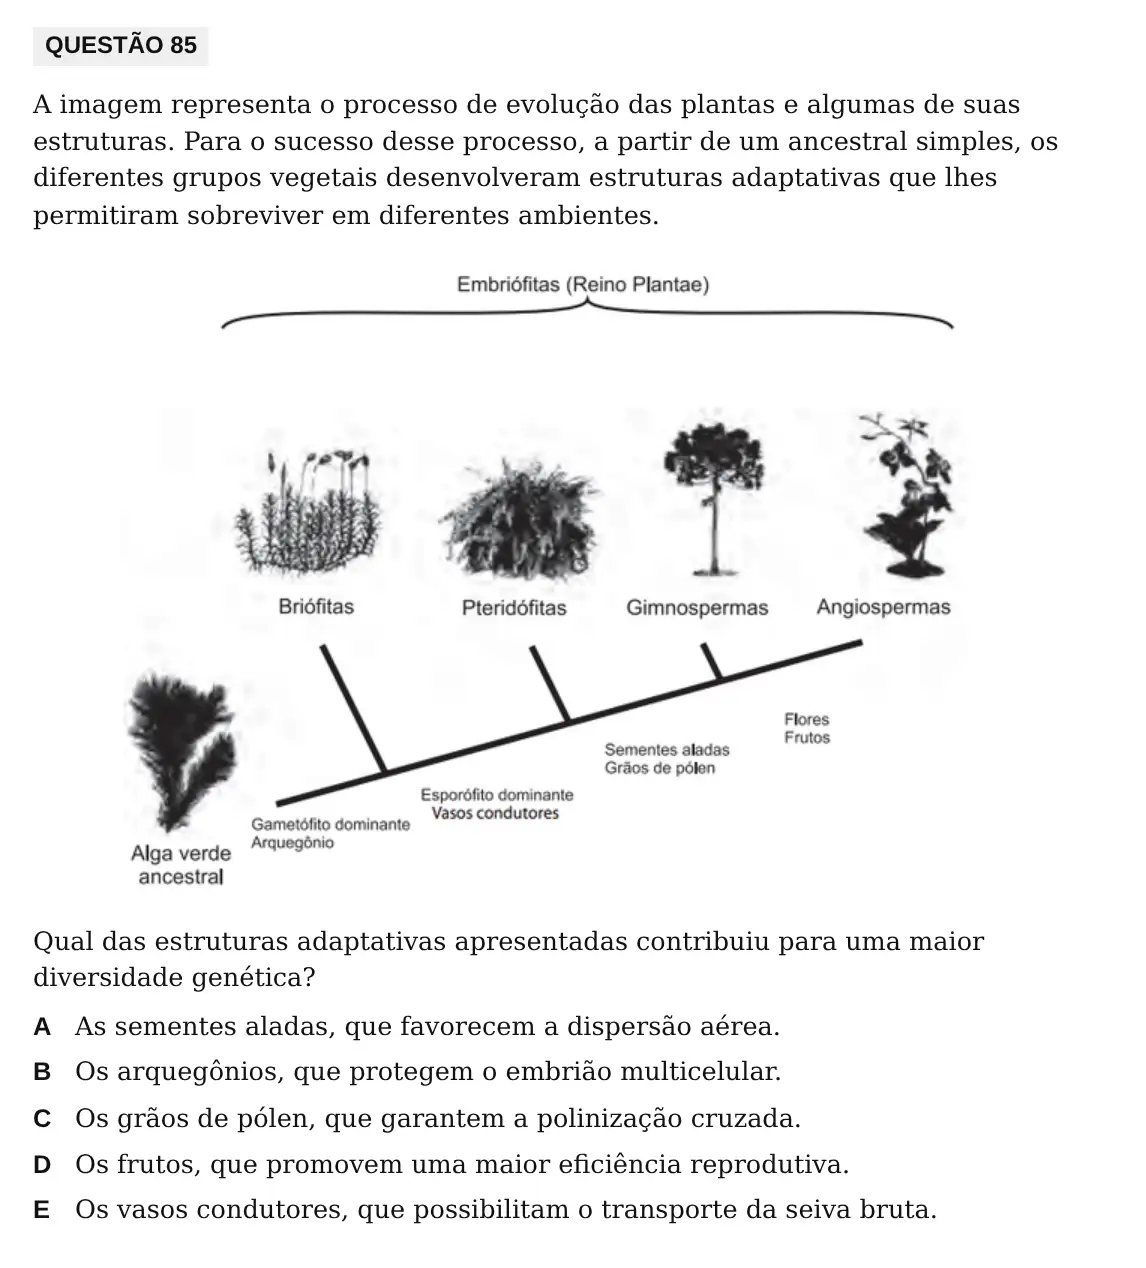 QUESTÃO 85
A imagem representa o processo de evolução das plantas e algumas de suas
estruturas. Para o sucesso desse processo, a partir de um ancestral simples, os
diferentes grupos vegetais desenvolveram estruturas adaptativas que lhes
permitiram sobreviver em diferentes ambientes.
Embriófitas (Reino Plantae)
Briófitas
Pteridófitas
Gimnospermas
Angiospermas
Flores
Frutos
Sementes aladas
Grãos de pólen
Esporófito dominante
Vasos condutores
Gametófito dominante
Arquegônio
Alga verde
ancestral
Qual das estruturas adaptativas apresentadas contribuiu para uma maior
diversidade genética?
A As sementes aladas, que favorecem a dispersão aérea.
B Os arquegônios, que protegem o embrião multicelular.
C Os grãos de pólen, que garantem a polinização cruzada.
D Os frutos, que promovem uma maior eficiência reprodutiva.
E Os vasos condutores, que possibilitam o transporte da seiva bruta.